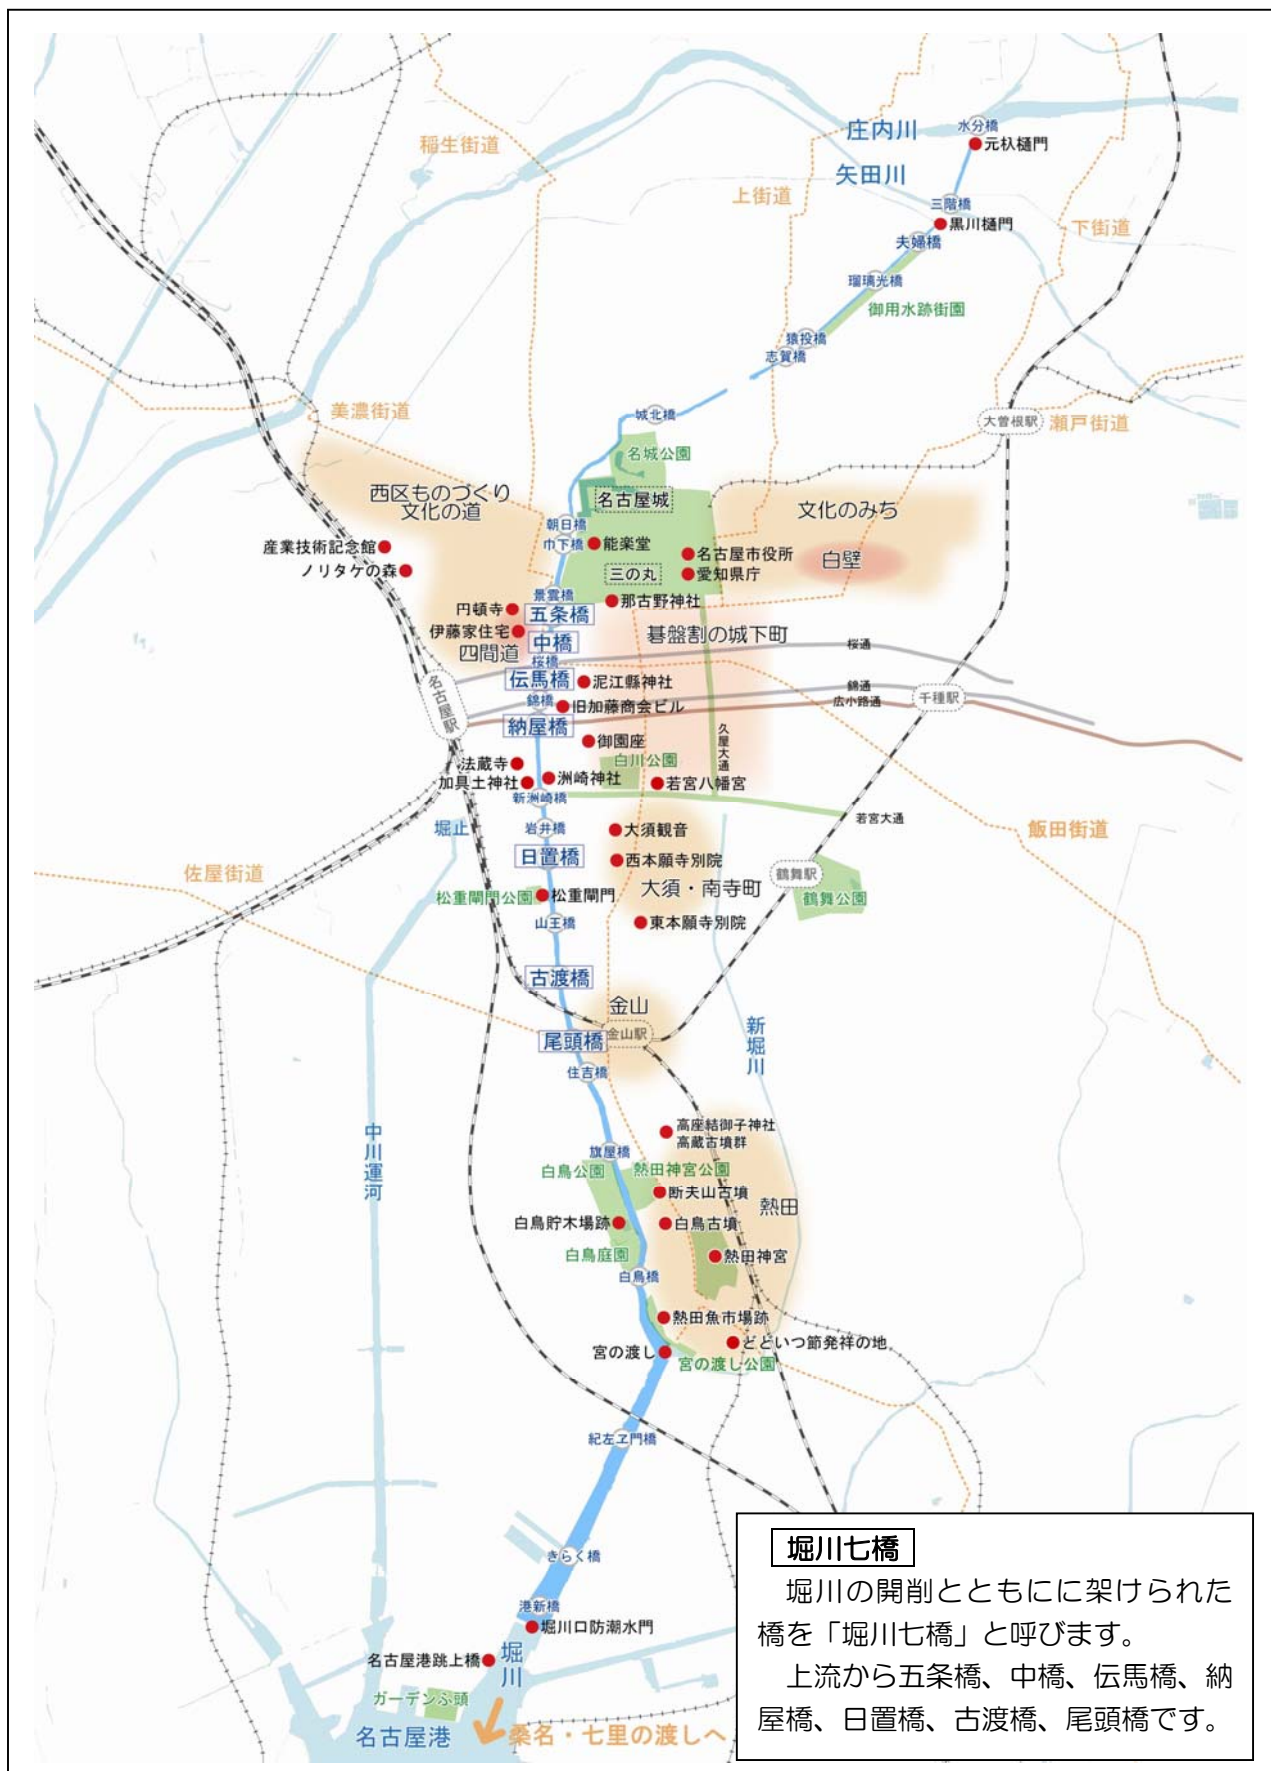 庄内川
水分橋
元杁樋門
稲生街道
矢田川
上街道
三階橋
黒川樋門
下街道
夫婦橋
瑠璃光橋
御用水跡街園
猿投橋
志賀橋
美濃街道
城北橋
大曽根駅
瀬戸街道
名城公園
西区ものづくり
文化の道
名古屋城
文化のみち
朝日橋
巾下橋
能楽堂
産業技術記念館
名古屋市役所
ノリタケの森
三の丸
愛知県庁
白壁
景雲橋
那古野神社
円頓寺
五条橋
伊藤家住宅
中橋
碁盤割の城下町
四間道
桜橋
桜通
伝馬橋
泥江縣神社
名古屋駅
錦橋
旧加藤商会ビル
錦通
広小路通
千種駅
納屋橋
御園座
久屋大通
白川公園
法蔵寺
加具土神社
洲崎神社
若宮八幡宮
新洲崎橋
堀止
岩井橋
大須観音
若宮大通
飯田街道
日置橋
西本願寺別院
佐屋街道
大須・南寺町
鶴舞駅
鶴舞公園
松重閘門公園
松重閘門
山王橋
東本願寺別院
古渡橋
金山
尾頭橋
金山駅
新堀川
住吉橋
中川運河
高座結御子神社
高蔵古墳群
旗屋橋
白鳥公園
熱田神宮公園
断夫山古墳
熱田
白鳥貯木場跡
白鳥古墳
白鳥庭園
熱田神宮
白鳥橋
熱田魚市場跡
どどいつ節発祥の地
宮の渡し
宮の渡し公園
紀左ヱ門橋
きらく橋
港新橋
堀川口防潮水門
名古屋港跳上橋
堀川
ガーデンふ頭
名古屋港
桑名・七里の渡しへ
堀川七橋
堀川の開削とともにに架けられた
橋を「堀川七橋」と呼びます。
上流から五条橋、中橋、伝馬橋、納
屋橋、日置橋、古渡橋、尾頭橋です。